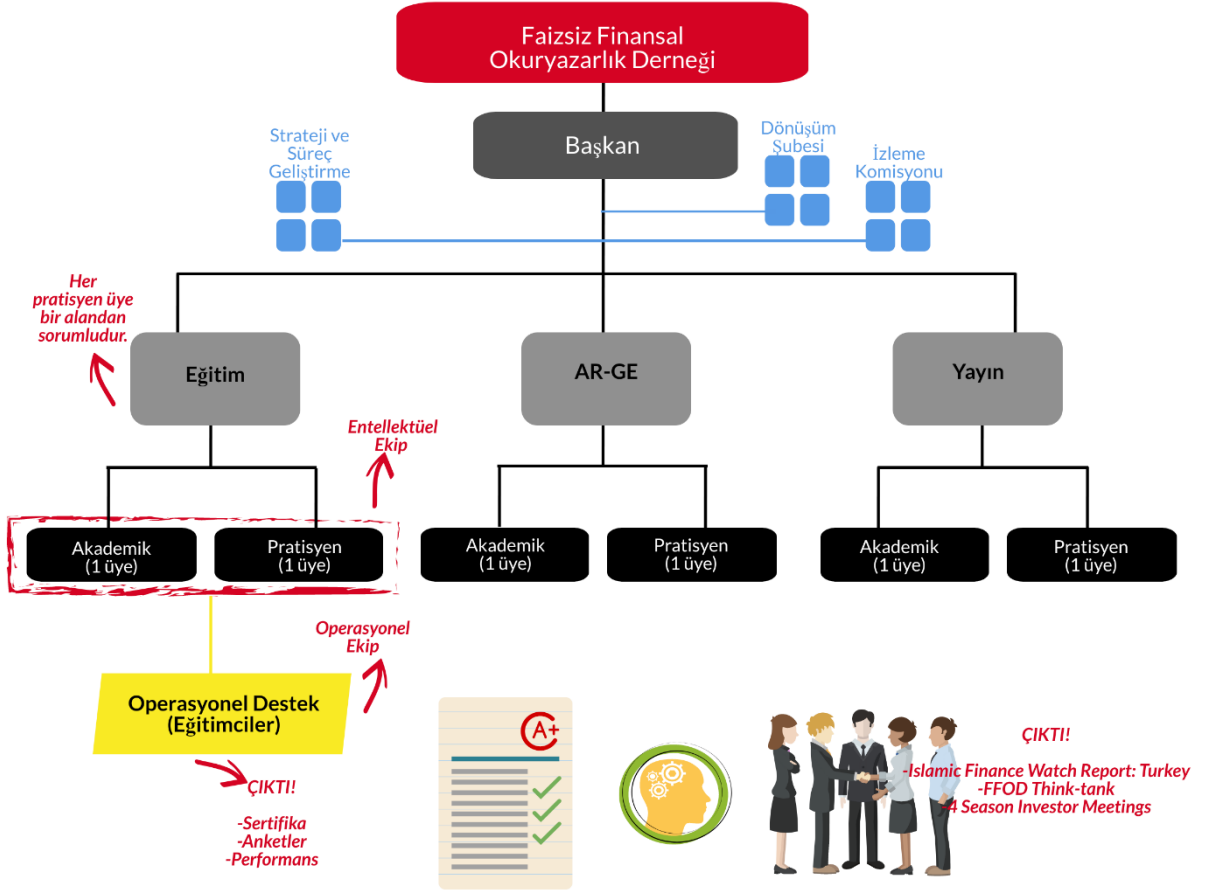 Faizsiz Finansal
Okuryazarlık Derneği
Başkan
Strateji ve
Süreç
Geliştirme
Dönüşüm
Şubesi
İzleme
Komisyonu
Her
pratisyen üye
bir alandan
sorumludur.
Eğitim
AR-GE
Yayın
Entellektüel
Ekip
Akademik
(1 üye)
Pratisyen
(1 üye)
Akademik
(1 üye)
Pratisyen
(1 üye)
Akademik
(1 üye)
Pratisyen
(1 üye)
Operasyonel
Ekip
Operasyonel Destek
(Eğitimciler)
ÇIKTI!
-Sertifika
-Anketler
-Performans
A+
ÇIKTI!
-Islamic Finance Watch Report: Turkey
-FFOD Think-tank
-4 Season Investor Meetings